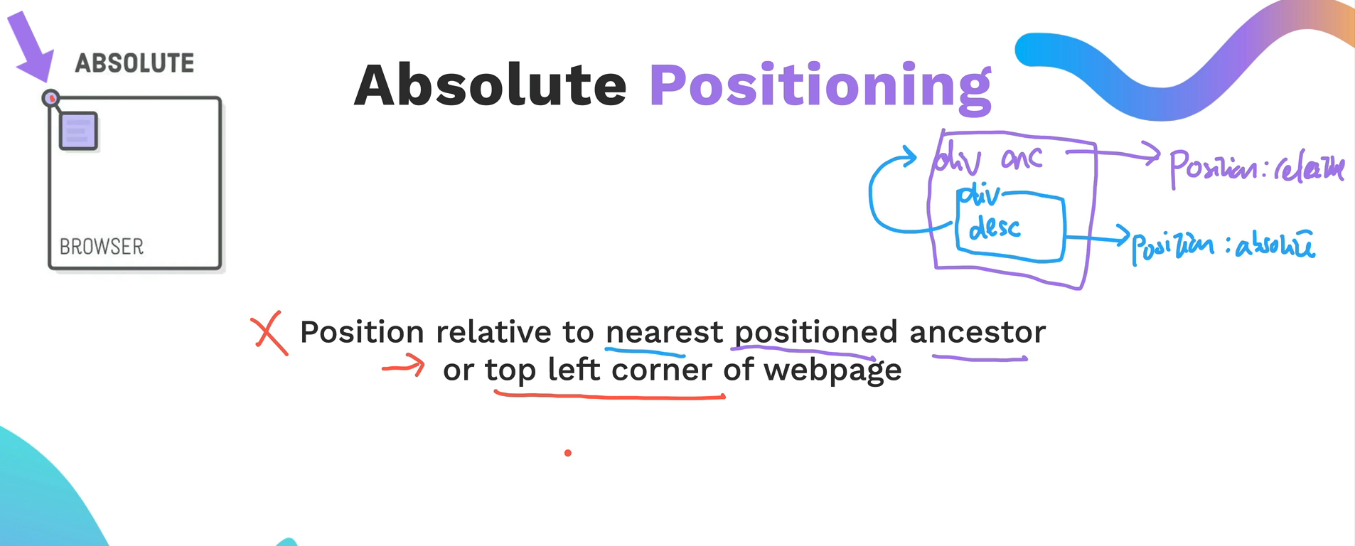 ABSOLUTE
BROWSER
Absolute Positioning
div anc
Position: relative
div
desc
position: absolute
X Position relative to nearest positioned ancestor
→ or top left corner of webpage